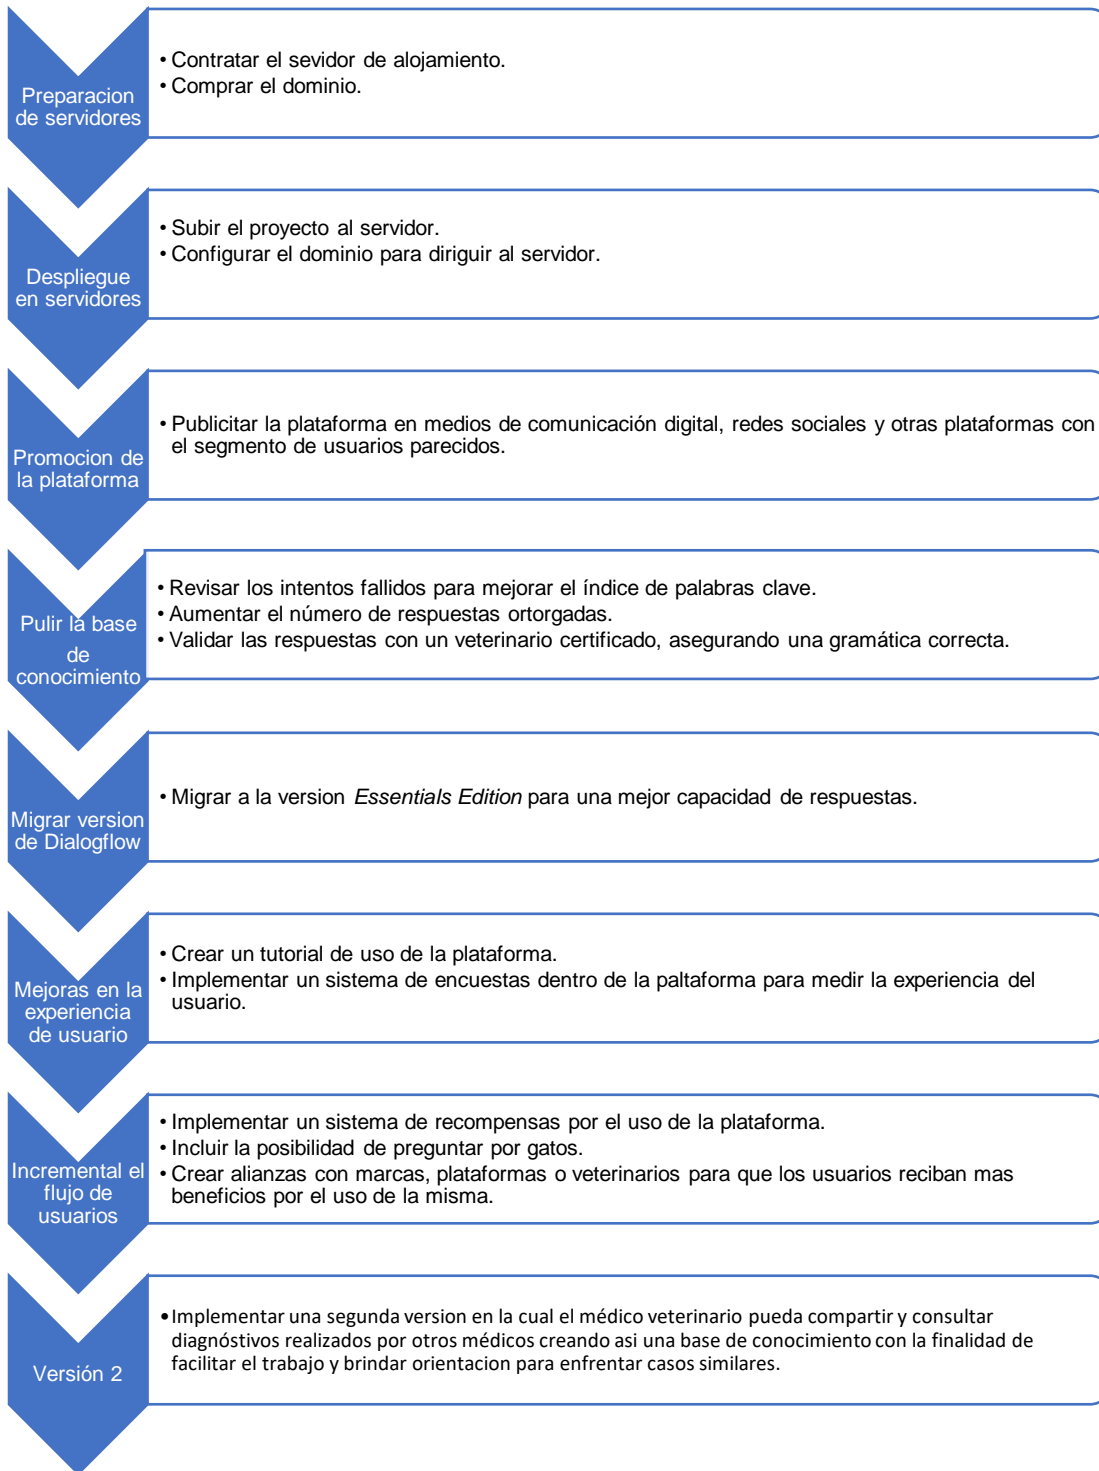 Preparacion
de servidores
• Contratar el sevidor de alojamiento.
• Comprar el dominio.
Despliegue
en servidores
• Subir el proyecto al servidor.
• Configurar el dominio para diriguir al servidor.
Promocion de
la plataforma
• Publicitar la plataforma en medios de comunicación digital, redes sociales y otras plataformas con
el segmento de usuarios parecidos.
Pulir la base
de
conocimiento
• Revisar los intentos fallidos para mejorar el índice de palabras clave.
• Aumentar el número de respuestas ortorgadas.
• Validar las respuestas con un veterinario certificado, asegurando una gramática correcta.
Migrar version
de Dialogflow
• Migrar a la version Essentials Edition para una mejor capacidad de respuestas.
Mejoras en la
experiencia
de usuario
• Crear un tutorial de uso de la plataforma.
• Implementar un sistema de encuestas dentro de la paltaforma para medir la experiencia del
usuario.
Incremental el
flujo de
usuarios
• Implementar un sistema de recompensas por el uso de la plataforma.
• Incluir la posibilidad de preguntar por gatos.
• Crear alianzas con marcas, plataformas o veterinarios para que los usuarios reciban mas
beneficios por el uso de la misma.
Versión 2
• Implementar una segunda version en la cual el médico veterinario pueda compartir y consultar
diagnóstivos realizados por otros médicos creando asi una base de conocimiento con la finalidad de
facilitar el trabajo y brindar orientacion para enfrentar casos similares.